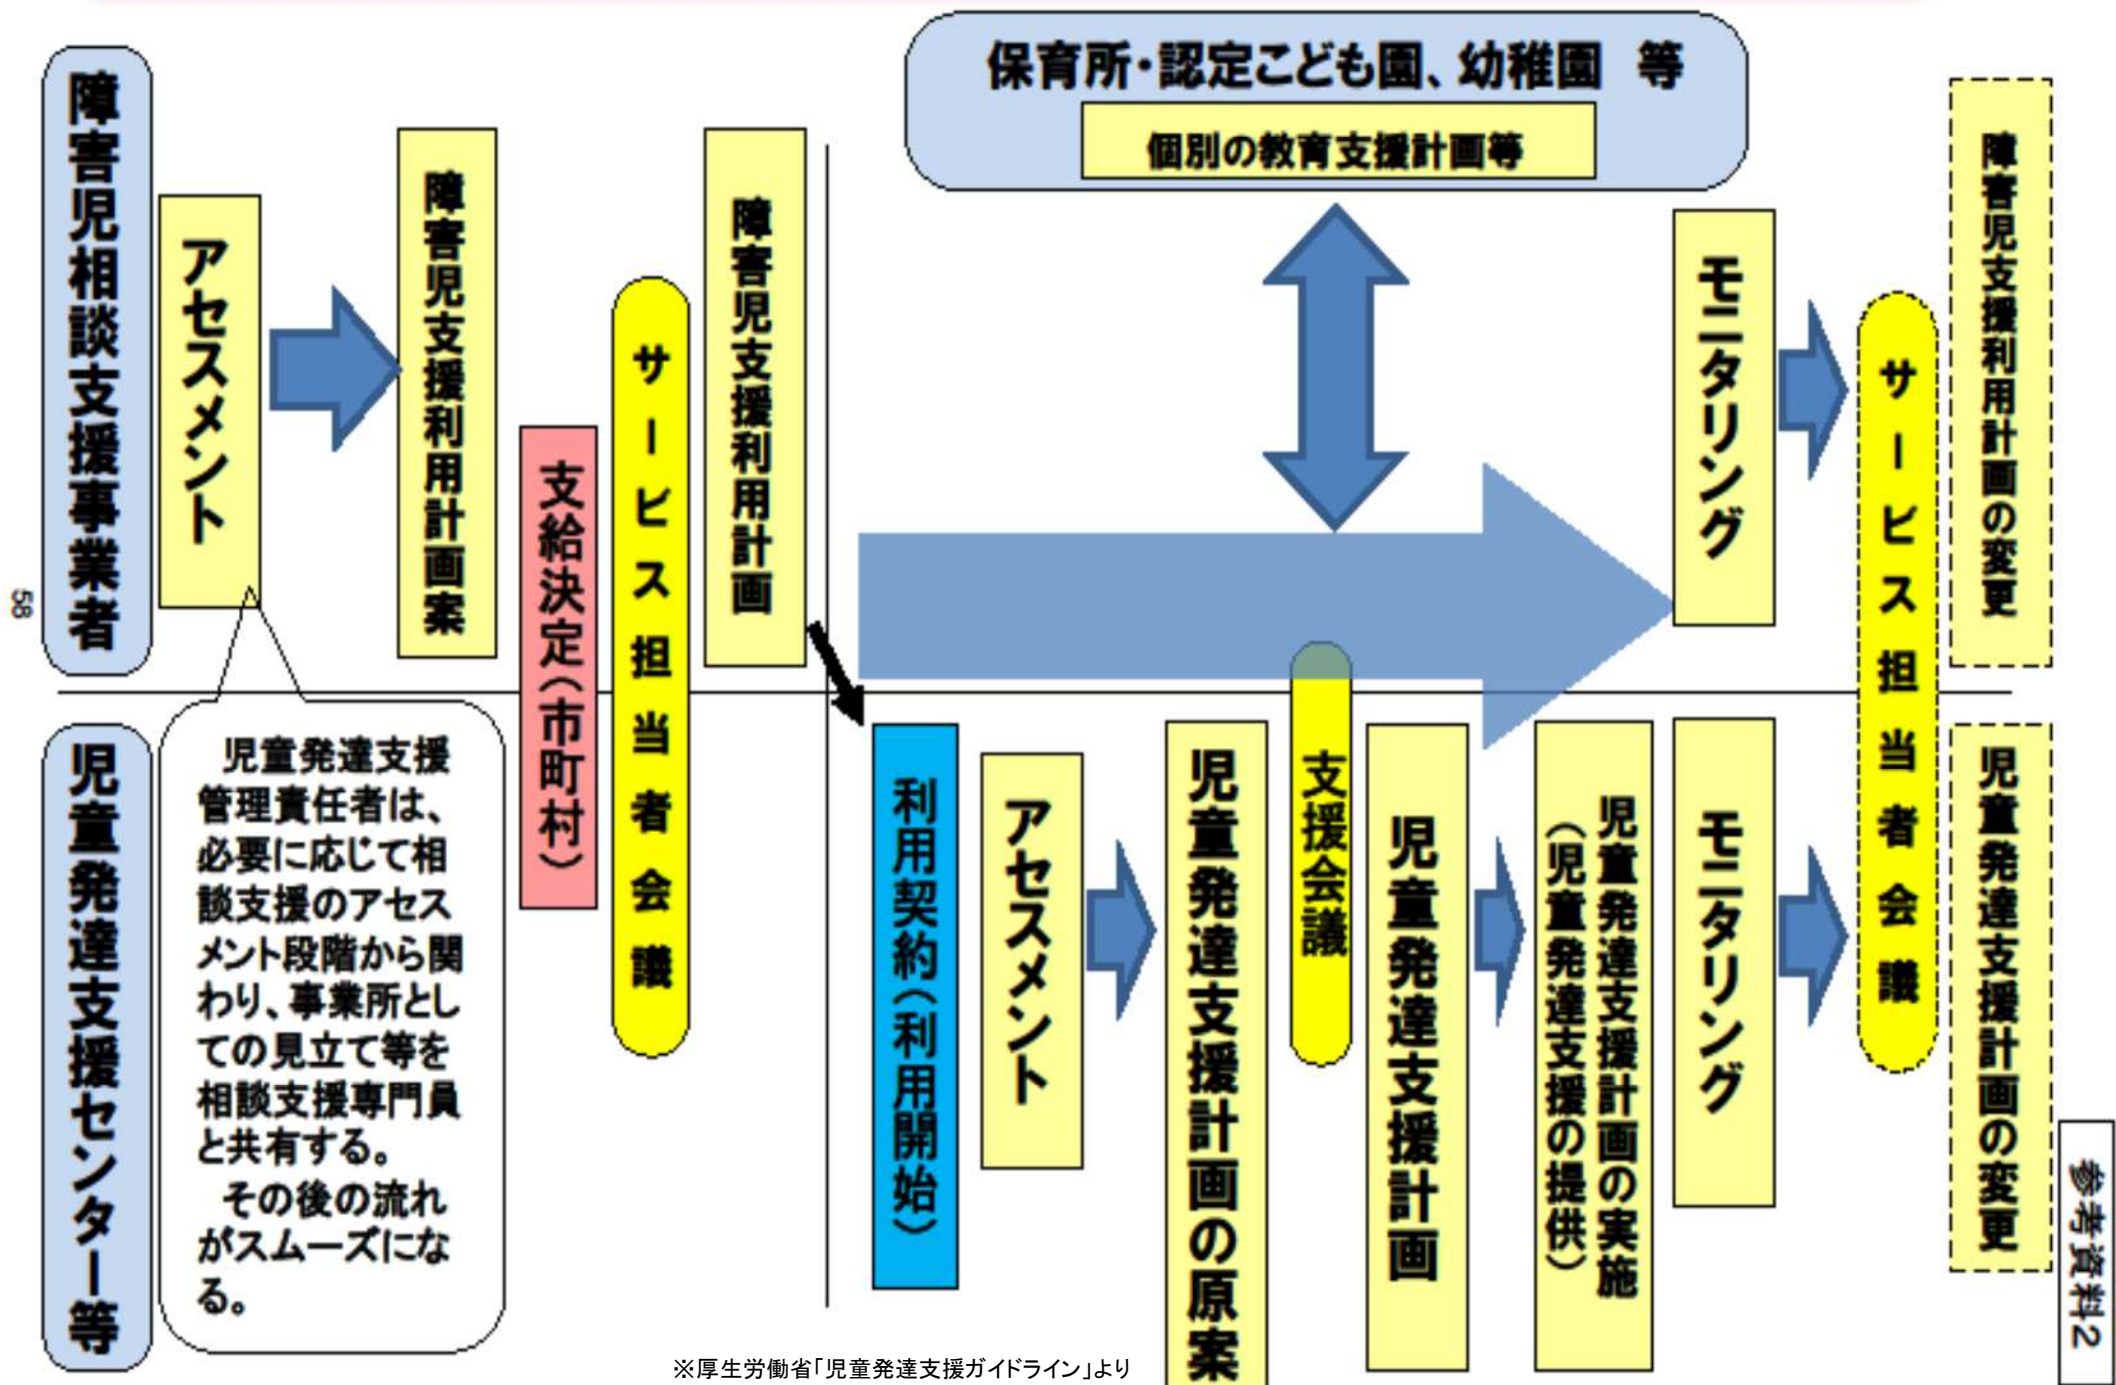 保育所・認定こども園、幼稚園 等
個別の教育支援計画等
障害児相談支援事業者
アセスメント
障害児支援利用計画案
支給決定（市町村）
サービス担当者会議
障害児支援利用計画
モニタリング
サービス担当者会議
障害児支援利用計画の変更
児童発達支援センター等
児童発達支援
管理責任者は、
必要に応じて相
談支援のアセス
メント段階から関
わり、事業所とし
ての見立て等を
相談支援専門員
と共有する。
その後の流れ
がスムーズにな
る。
利用契約（利用開始）
アセスメント
児童発達支援計画の原案
支援会議
児童発達支援計画
児童発達支援計画の実施
（児童発達支援の提供）
モニタリング
児童発達支援計画の変更
参考資料2
58
※厚生労働省「児童発達支援ガイドライン」より